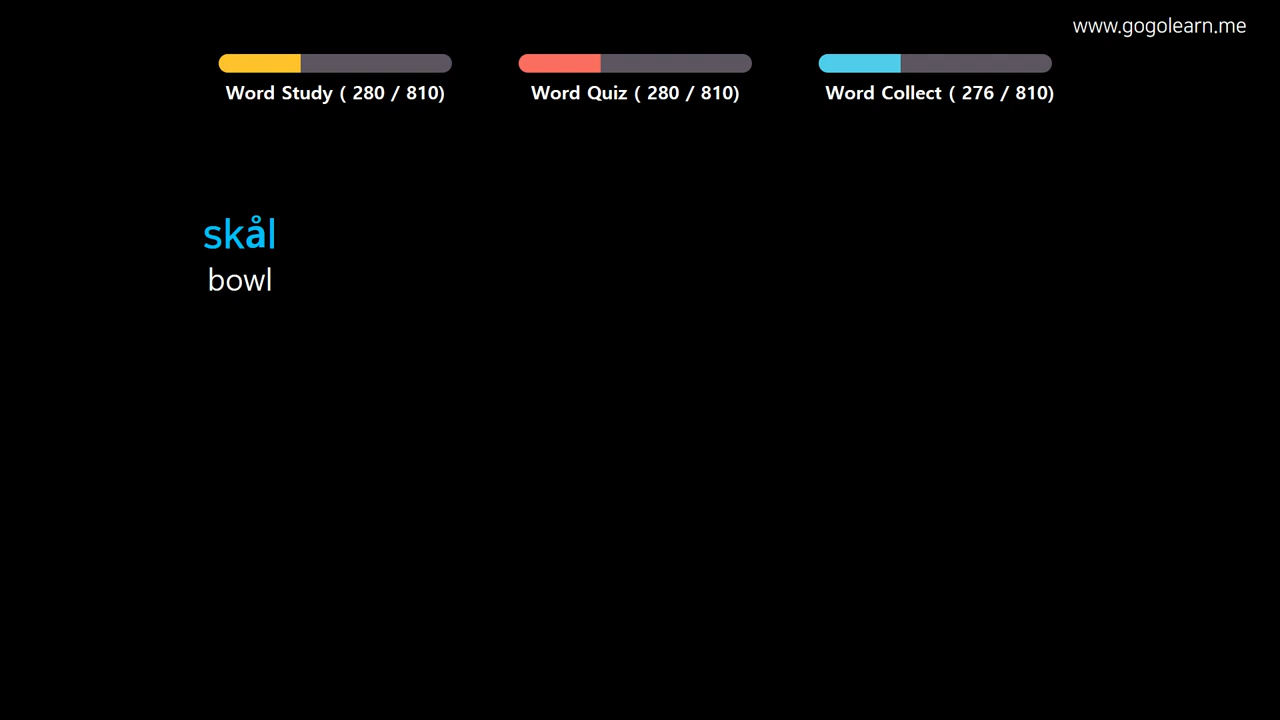 www.gogolearn.me
Word Study ( 280 / 810)
Word Quiz ( 280 / 810)
Word Collect ( 276 / 810)
skål
bowl